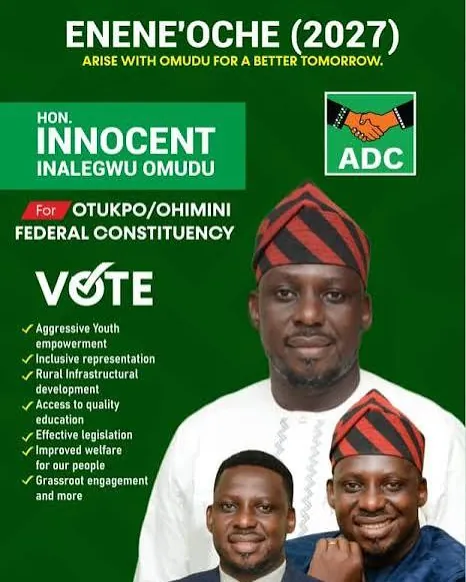 ENENE'OCHE (2027)
ARISE WITH OMUDU FOR A BETTER TOMORROW.
HON.
INNOCENT
INALEGWU OMUDU
ADC
For OTUKPO/OHIMINI
FEDERAL CONSTITUENCY
VOTE
Aggressive Youth
empowerment
Inclusive representation
Rural Infrastructural
development
Access to quality
education
Effective legislation
Improved welfare
for our people
Grassroot engagement
and more